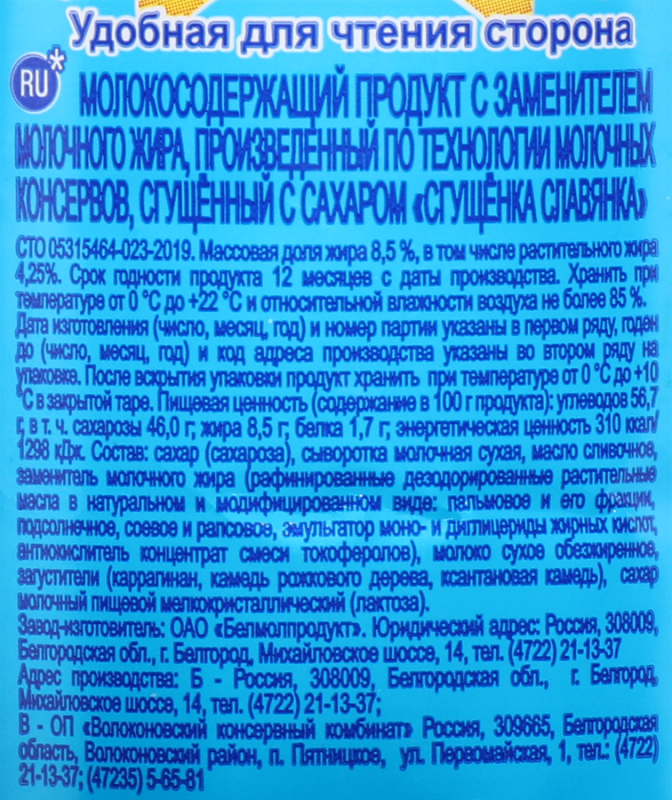 Удобная для чтения сторона
RU*
МОЛОКОСОДЕРЖАЩИЙ ПРОДУКТ С ЗАМЕНИТЕЛЕМ
МОЛОЧНОГО ЖИРА, ПРОИЗВЕДЕННЫЙ ПО ТЕХНОЛОГИИ МОЛОЧНЫХ
КОНСЕРВОВ, СГУЩЁННЫЙ С САХАРОМ «СГУЩЁНКА СЛАВЯНКА»
СТО 05315464-023-2019. Массовая доля жира 8,5 %, в том числе растительного жира
4,25%. Срок годности продукта 12 месяцев с даты производства. Хранить при
температуре от 0 °С до +22 °С и относительной влажности воздуха не более 85 %.
Дата изготовления (число, месяц, год) и номер партии указаны в первом ряду, годен
до (число, месяц, год) и код адреса производства указаны во втором ряду на
упаковке. После вскрытия упаковки продукт хранить при температуре от 0 °С до +10
°С в закрытой таре. Пищевая ценность (содержание в 100 г продукта): углеводов 56,7
г, в т. ч. сахарозы 46,0 г; жира 8,5 г; белка 1,7 г; энергетическая ценность 310 ккал/
1298 кДж. Состав: сахар (сахароза), сыворотка молочная сухая, масло сливочное,
заменитель молочного жира (рафинированные дезодорированные растительные
масла в натуральном и модифицированном виде: пальмовое и его фракции,
подсолнечное, соевое и рапсовое, эмульгатор моно- и диглицериды жирных кислот,
антиокислитель концентрат смеси токоферолов), молоко сухое обезжиренное,
загустители (каррагинан, камедь рожкового дерева, ксантановая камедь), сахар
молочный пищевой мелкокристаллический (лактоза).
Завод-изготовитель: ОАО «Белмолпродукт». Юридический адрес: Россия, 308009,
Белгородская обл., г. Белгород, Михайловское шоссе, 14, тел. (4722) 21-13-37
Адрес производства: Б - Россия, 308009, Белгородская обл., г. Белгород,
Михайловское шоссе, 14, тел. (4722) 21-13-37;
В - ОП «Волоконовский консервный комбинат» Россия, 309665, Белгородская
область, Волоконовский район, п. Пятницкое, ул. Первомайская, 1, тел.: (4722)
21-13-37; (47235) 5-65-81